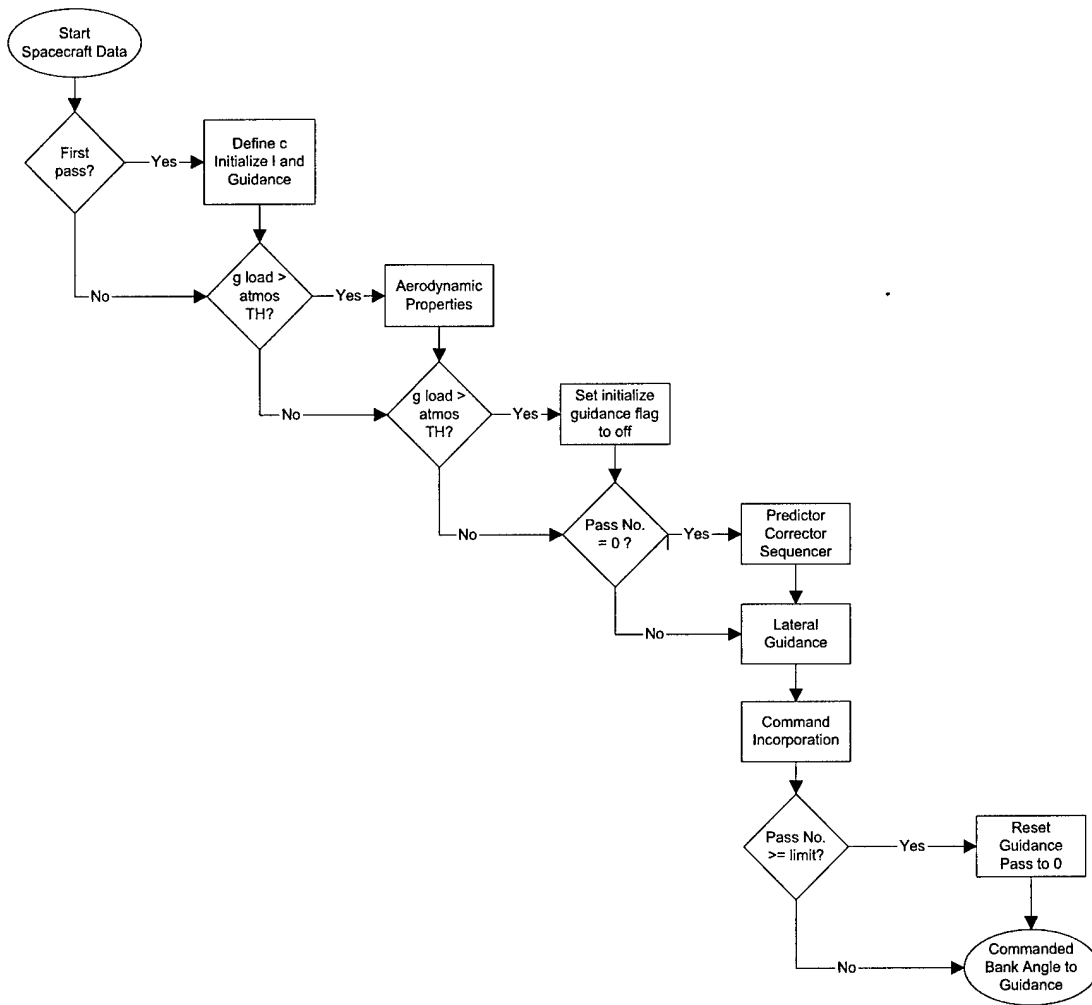 Start
Spacecraft Data
First
pass?
Yes
Define c
Initialize I and
Guidance
No
g load >
atmos
TH?
Yes
Aerodynamic
Properties
No
g load >
atmos
TH?
Yes
Set initialize
guidance flag
to off
No
Pass No.
= 0 ?
Yes
Predictor
Corrector
Sequencer
No
Lateral
Guidance
Command
Incorporation
Pass No.
>= limit?
Yes
Reset
Guidance
Pass to 0
No
Commanded
Bank Angle to
Guidance